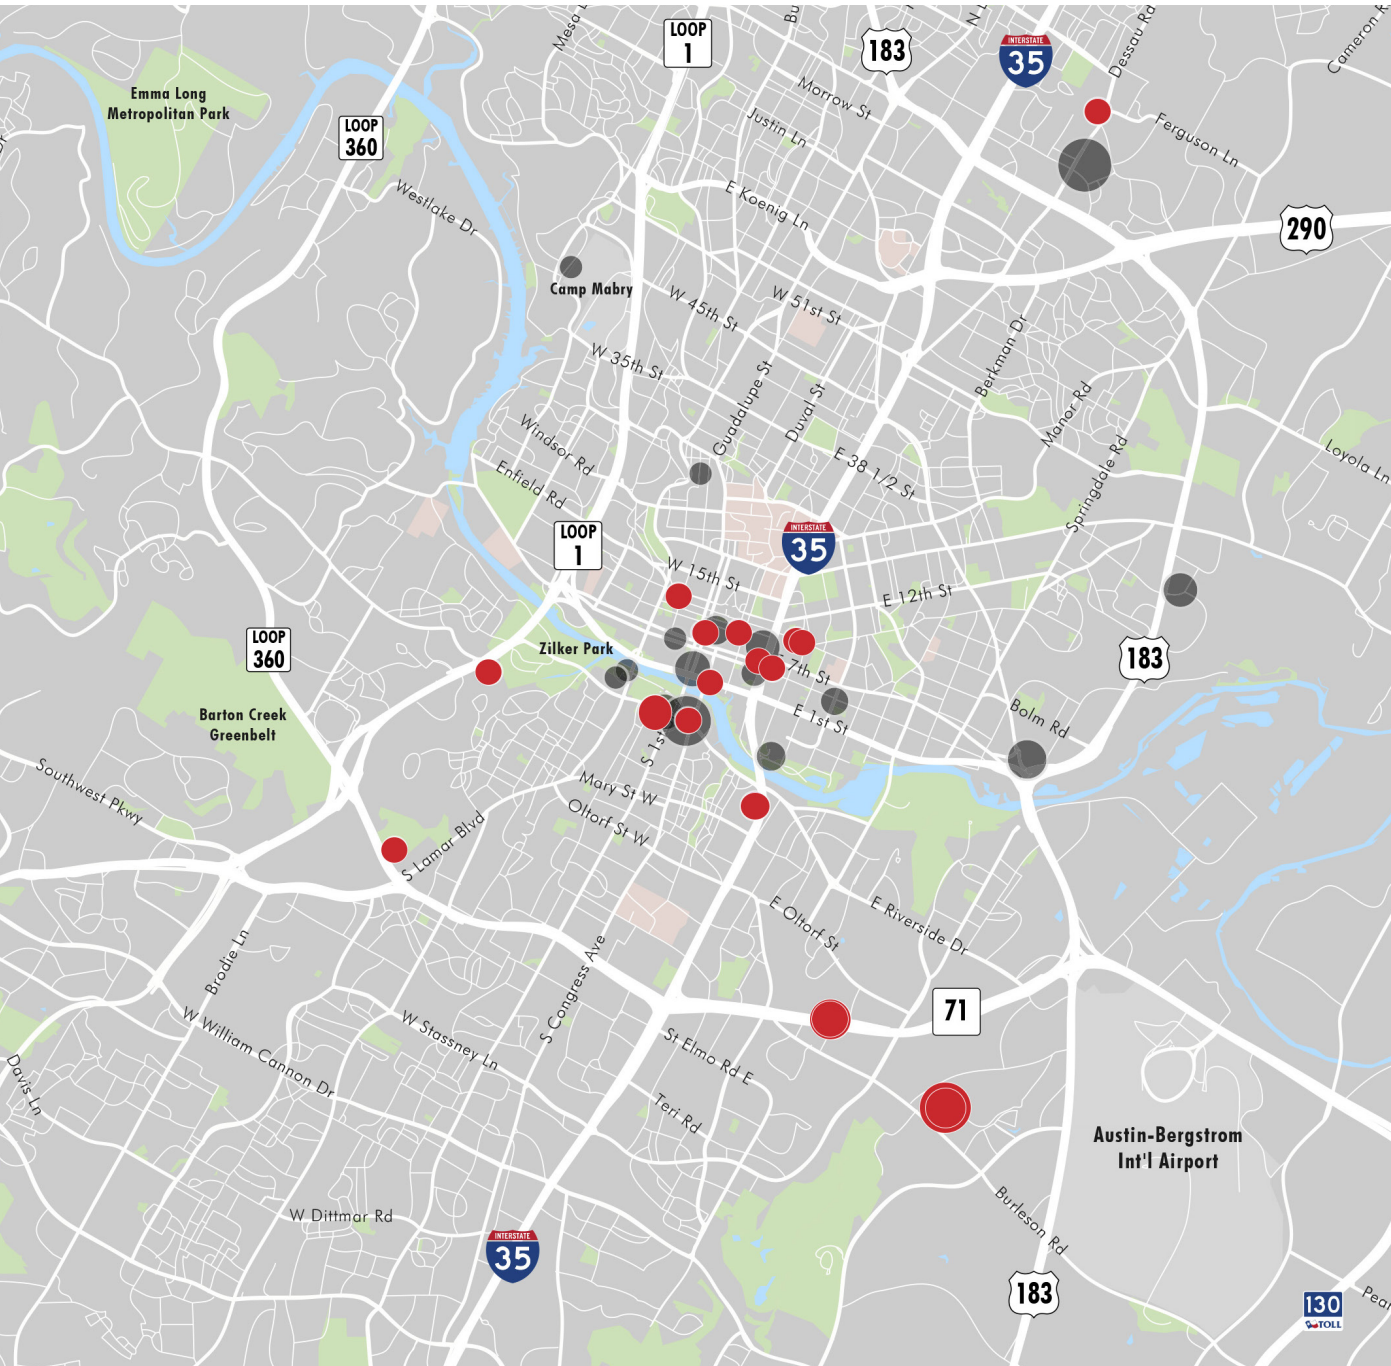 Mesa
Bu
N L
LOOP
1
183
INTERSTATE
35
Dessau Rd
Cameron R
Emma Long
Metropolitan Park
LOOP
360
Morrow St
Justin Ln
Ferguson Ln
Dr
Westlake Dr
E Koenig Ln
290
Camp Mabry
W 45th St
W 51st St
W 35th St
Berkman Dr
Guadalupe St
Duval St
Manor Rd
Windsor Rd
Enfield Rd
E 38 1/2 St
Springdale Rd
Loyola Ln
LOOP
1
INTERSTATE
35
W 15th St
E 12th St
LOOP
360
Zilker Park
7th St
183
Barton Creek
Greenbelt
E 1st St
Bolm Rd
S 1st
Southwest Pkwy
Mary St W
Oltorf St W
S Lamar Blvd
E Oltorf St
E Riverside Dr
Brodie Ln
S Congress Ave
71
W William Cannon Dr
W Stassney Ln
St Elmo Rd E
Davis Ln
Teri Rd
Austin-Bergstrom
Int'l Airport
W Dittmar Rd
Burleson Rd
INTERSTATE
35
183
130
TOLL
Pear